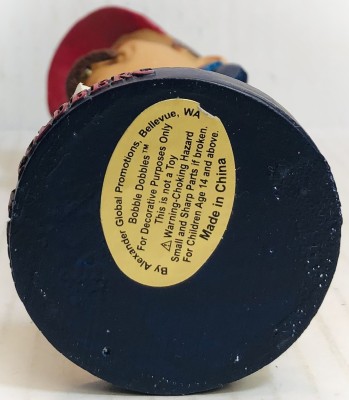 By Alexander Global Promotions, Bellevue, WA
Bobble Dobbles™
For Decorative Purposes Only
This is not a Toy
⚠Warning-Choking Hazard
Small and Sharp Parts if broken.
For Children Age 14 and above.
Made in China